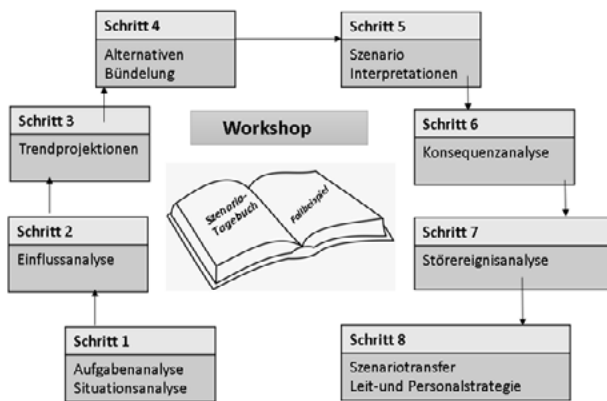 Schritt 4
Alternativen
Bündelung
Schritt 5
Szenario
Interpretationen
Schritt 3
Trendprojektionen
Workshop
Schritt 6
Konsequenzanalyse
Szenario-
Tagebuch
Fallbeispiel
Schritt 2
Einflussanalyse
Schritt 7
Störereignisanalyse
Schritt 1
Aufgabenanalyse
Situationsanalyse
Schritt 8
Szenariotransfer
Leit-und Personalstrategie